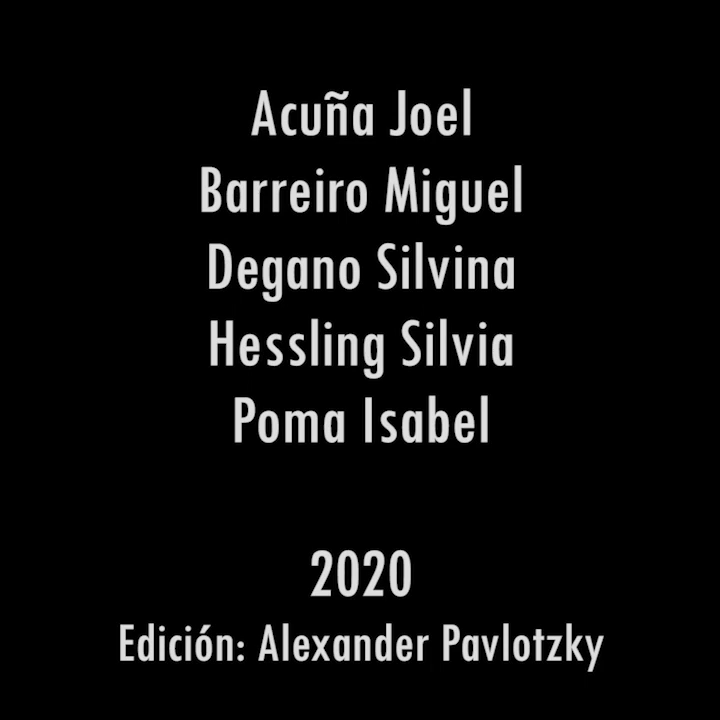 Acuña Joel
Barreiro Miguel
Degano Silvina
Hessling Silvia
Poma Isabel
2020
Edición: Alexander Pavlotzky